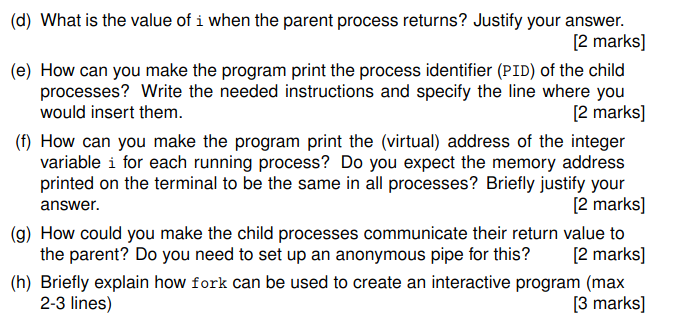 (d) What is the value of i when the parent process returns? Justify your answer.
[2 marks]
(e) How can you make the program print the process identifier (PID) of the child
processes? Write the needed instructions and specify the line where you
would insert them. [2 marks]
(f) How can you make the program print the (virtual) address of the integer
variable i for each running process? Do you expect the memory address
printed on the terminal to be the same in all processes? Briefly justify your
answer. [2 marks]
(g) How could you make the child processes communicate their return value to
the parent? Do you need to set up an anonymous pipe for this? [2 marks]
(h) Briefly explain how fork can be used to create an interactive program (max
2-3 lines) [3 marks]